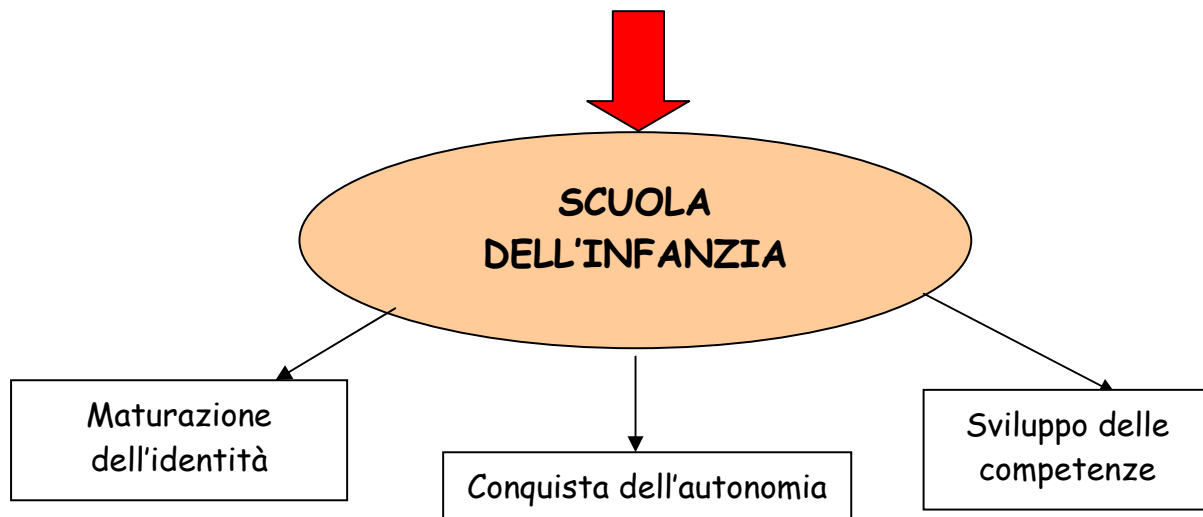 SCUOLA
DELL'INFANZIA
Maturazione
dell'identità
Conquista dell'autonomia
Sviluppo delle
competenze